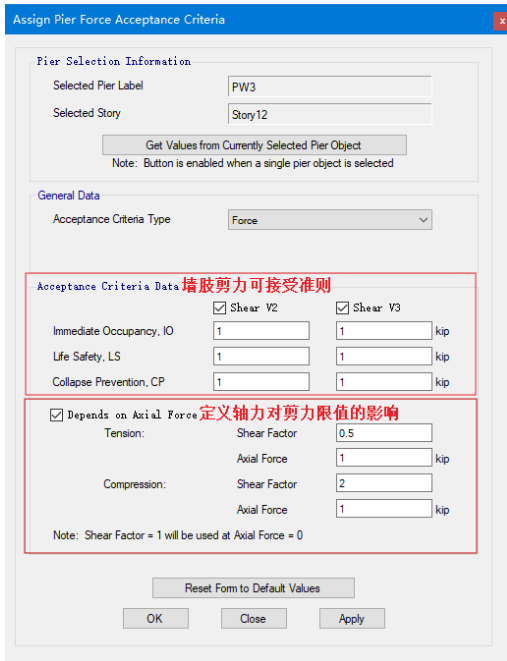 Assign Pier Force Acceptance Criteria
x
Pier Selection Information
Selected Pier Label PW3
Selected Story Story12
Get Values from Currently Selected Pier Object
Note: Button is enabled when a single pier object is selected
General Data
Acceptance Criteria Type Force
Acceptance Criteria Data 墙肢剪力可接受准则
Shear V2 Shear V3
Immediate Occupancy, IO 1 1 kip
Life Safety, LS 1 1 kip
Collapse Prevention, CP 1 1 kip
Depends on Axial Force 定义轴力对剪力限值的影响
Tension: Shear Factor 0.5
Axial Force 1 kip
Compression: Shear Factor 2
Axial Force 1 kip
Note: Shear Factor = 1 will be used at Axial Force = 0
Reset Form to Default Values
OK Close Apply